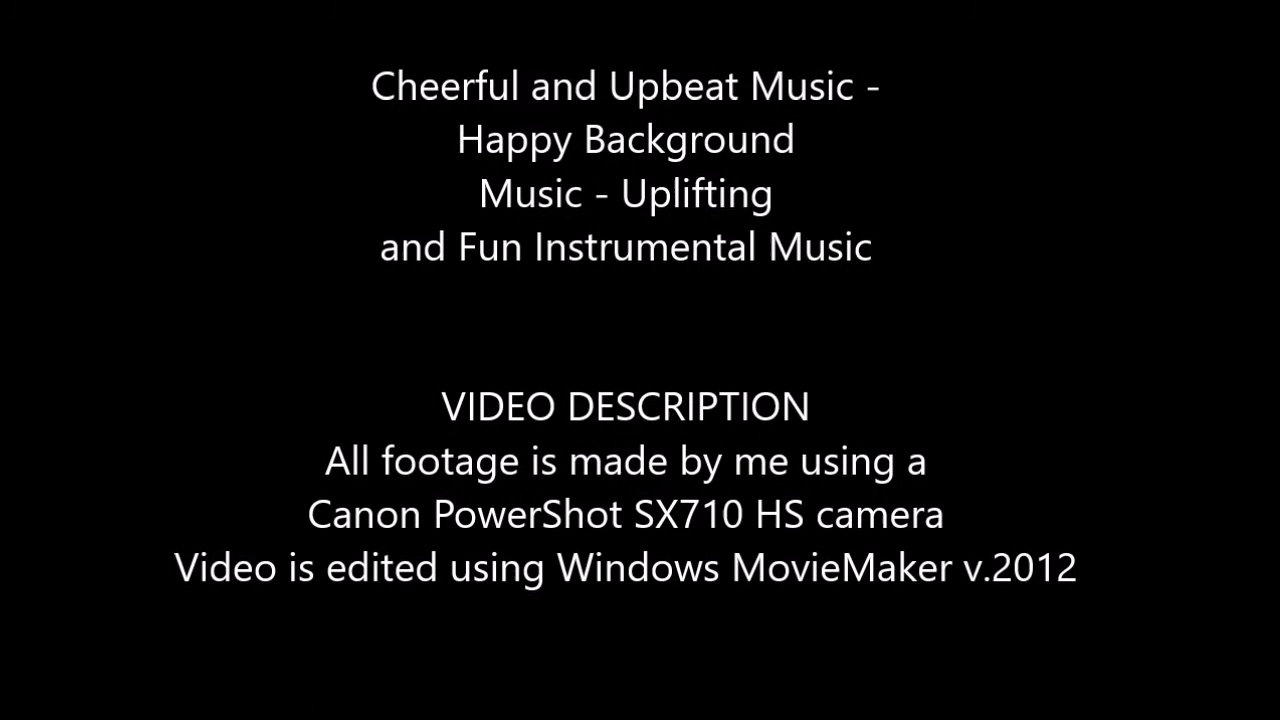 Cheerful and Upbeat Music -
Happy Background
Music - Uplifting
and Fun Instrumental Music
VIDEO DESCRIPTION
All footage is made by me using a
Canon PowerShot SX710 HS camera
Video is edited using Windows MovieMaker v.2012